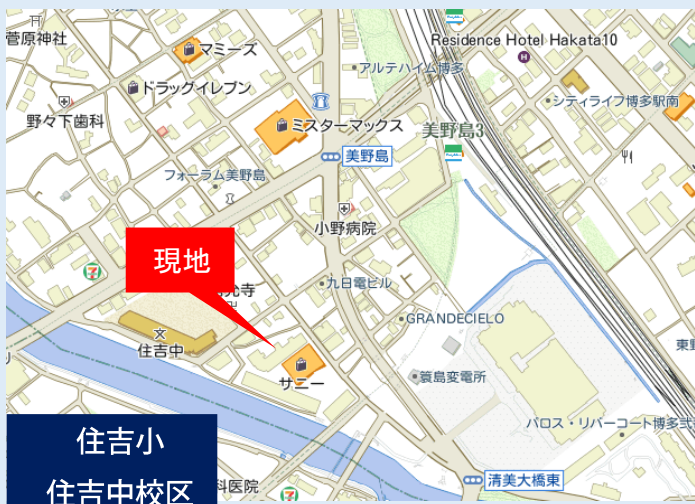 菅原神社
マミーズ
Residence Hotel Hakata10
アルテハイム博多
ドラッグイレブン
シティライフ博多駅南
野々下歯科
ミスターマックス
美野島3
美野島
フォーラム美野島
小野病院
現地
九日電ビル
光寺
GRANDECIELO
文
住吉中
東野
サニー
簑島変電所
パロス・リバーコート博多弐番
住吉小
住吉中校区
科医院
清美大橋東